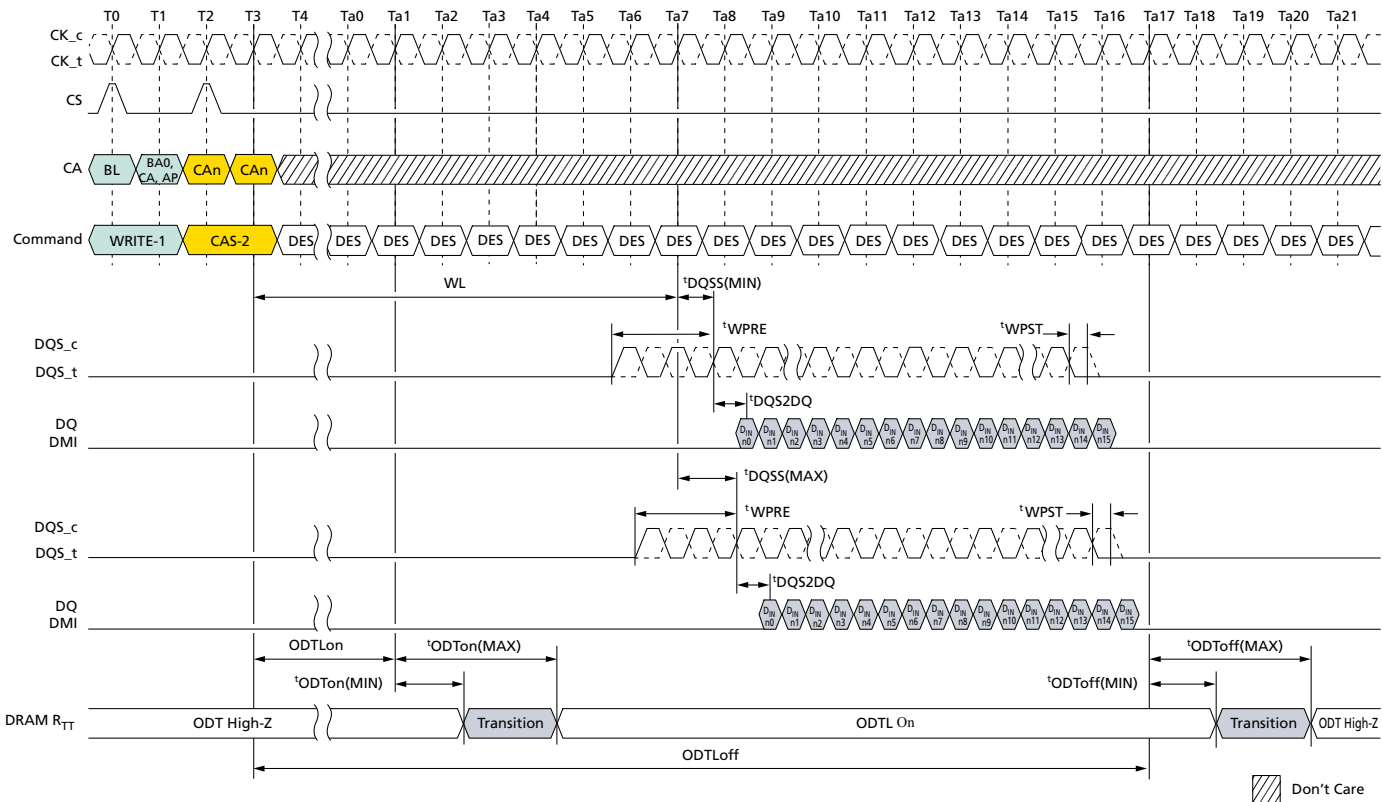 T0 T1 T2 T3 T4 Ta0 Ta1 Ta2 Ta3 Ta4 Ta5 Ta6 Ta7 Ta8 Ta9 Ta10 Ta11 Ta12 Ta13 Ta14 Ta15 Ta16 Ta17 Ta18 Ta19 Ta20 Ta21
CK_c
CK_t
CS
CA BL BA0, CA, AP CAn CAn
Command WRITE-1 CAS-2 DES DES DES DES DES DES DES DES DES DES DES DES DES DES DES DES DES DES DES DES DES DES DES
WL tDQSS(MIN)
tWPRE tWPST
DQS_c
DQS_t
tDQS2DQ
DQ
DMI
DIN n0 DIN n1 DIN n2 DIN n3 DIN n4 DIN n5 DIN n6 DIN n7 DIN n8 DIN n9 DIN n10 DIN n11 DIN n12 DIN n13 DIN n14 DIN n15
tDQSS(MAX)
tWPRE tWPST
DQS_c
DQS_t
tDQS2DQ
DQ
DMI
DIN n0 DIN n1 DIN n2 DIN n3 DIN n4 DIN n5 DIN n6 DIN n7 DIN n8 DIN n9 DIN n10 DIN n11 DIN n12 DIN n13 DIN n14 DIN n15
ODTLon tODTon(MAX) tODToff(MAX)
tODTon(MIN) tODToff(MIN)
DRAM RTT ODT High-Z Transition ODTL On Transition ODT High-Z
ODTLoff
Don't Care